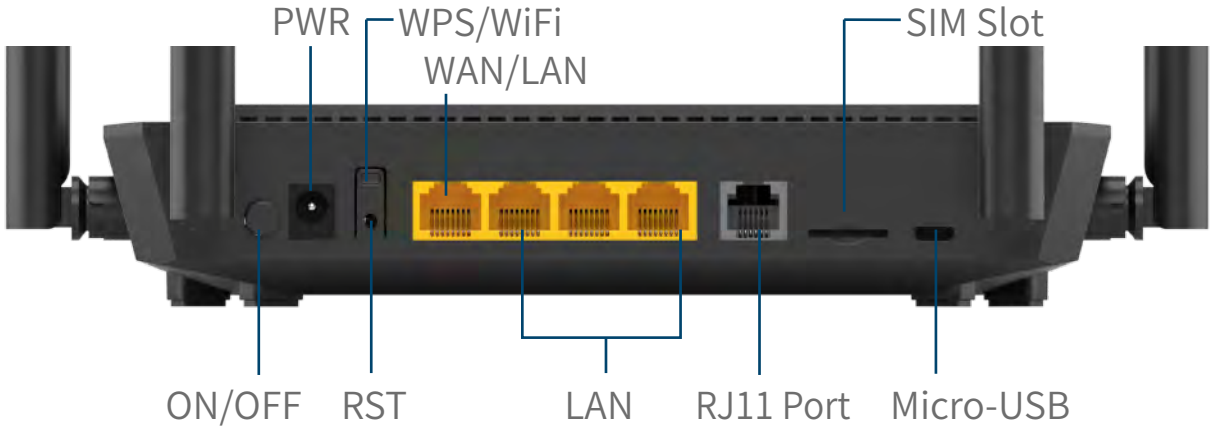 PWR
WPS/WiFi
SIM Slot
WAN/LAN
ON/OFF
RST
LAN
RJ11 Port
Micro-USB